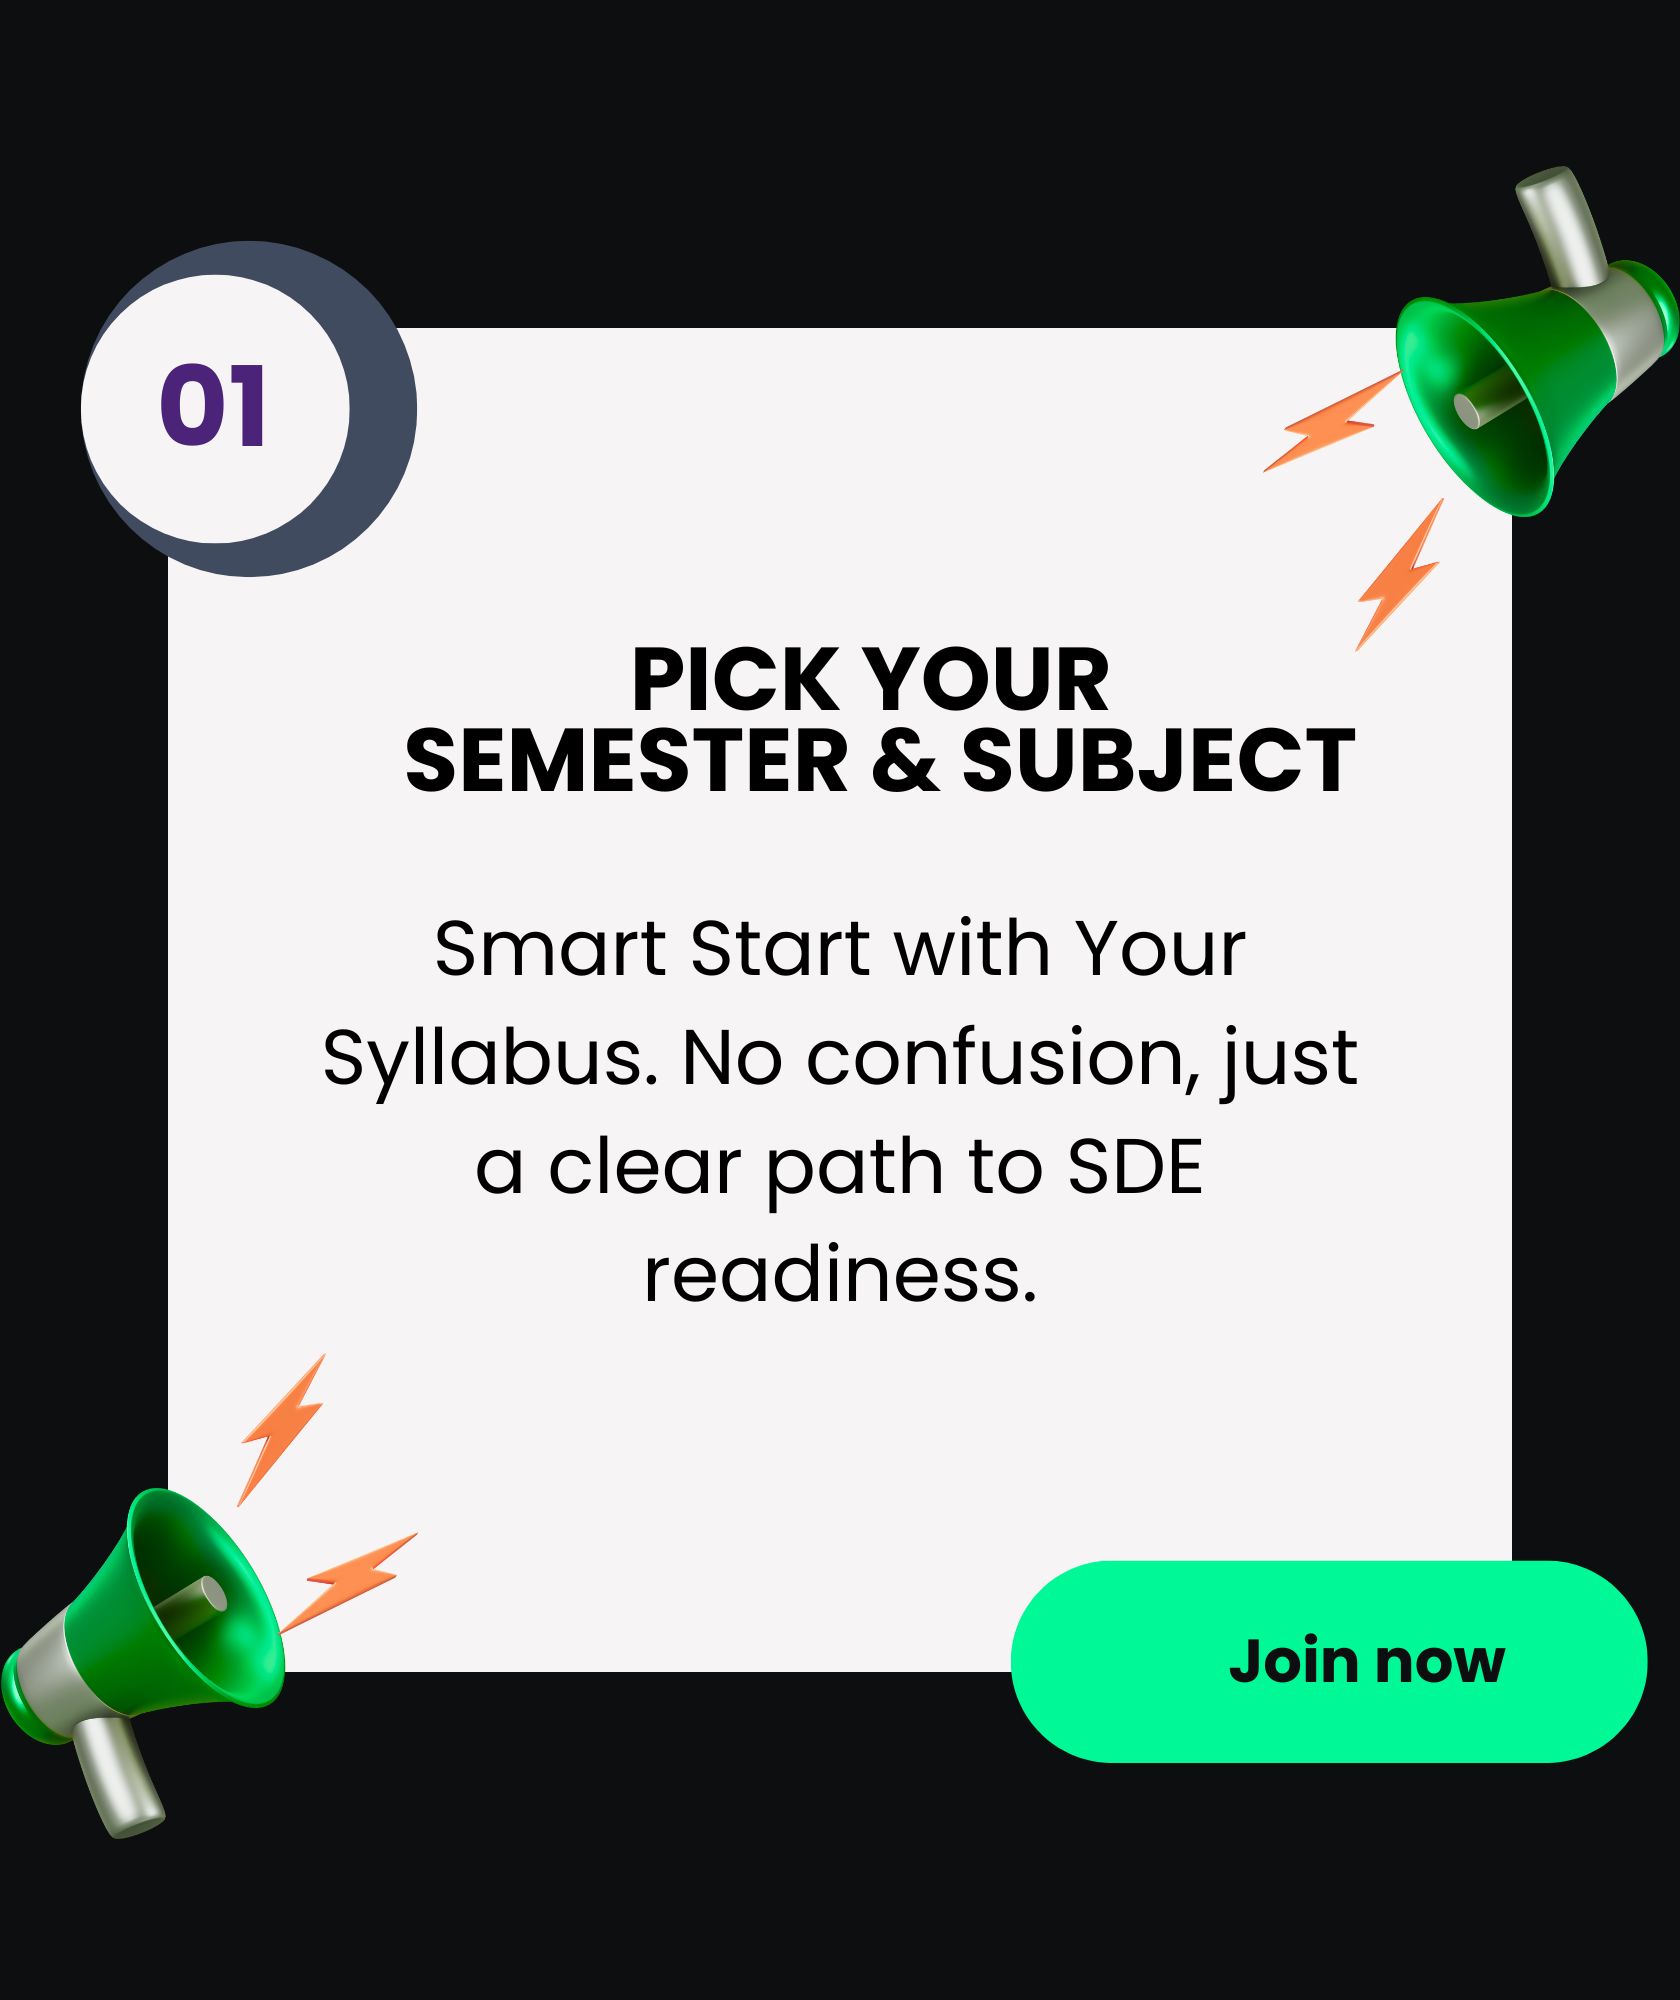 01
PICK YOUR
SEMESTER & SUBJECT
Smart Start with Your
Syllabus. No confusion, just
a clear path to SDE
readiness.
Join now